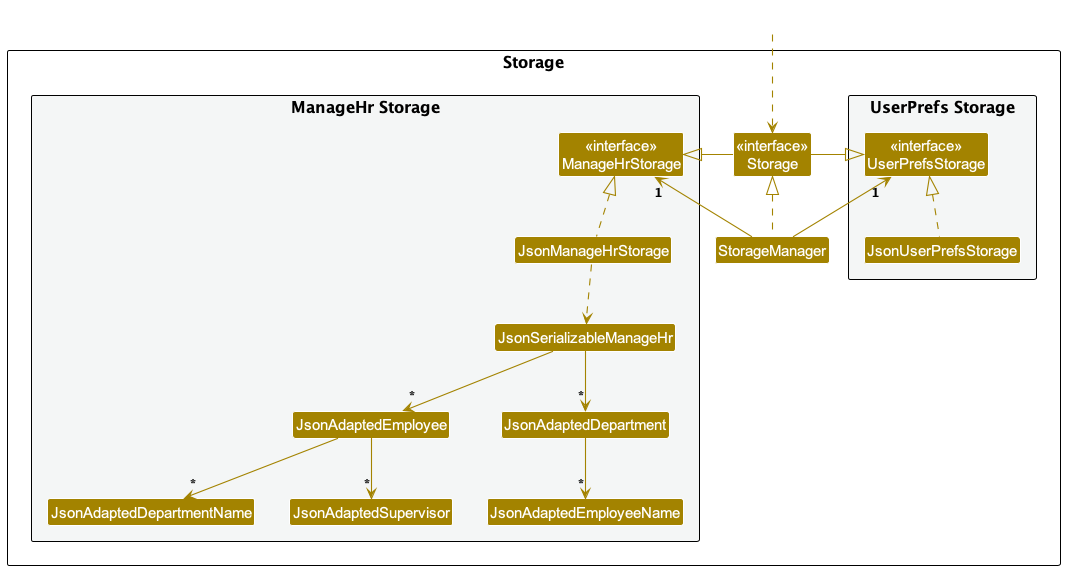 Storage
ManageHr Storage
UserPrefs Storage
«interface»
ManageHrStorage
«interface»
Storage
«interface»
UserPrefsStorage
1
1
JsonManageHrStorage
StorageManager
JsonUserPrefsStorage
JsonSerializableManageHr
*
*
JsonAdaptedEmployee
JsonAdaptedDepartment
*
*
*
JsonAdaptedDepartmentName
JsonAdaptedSupervisor
JsonAdaptedEmployeeName